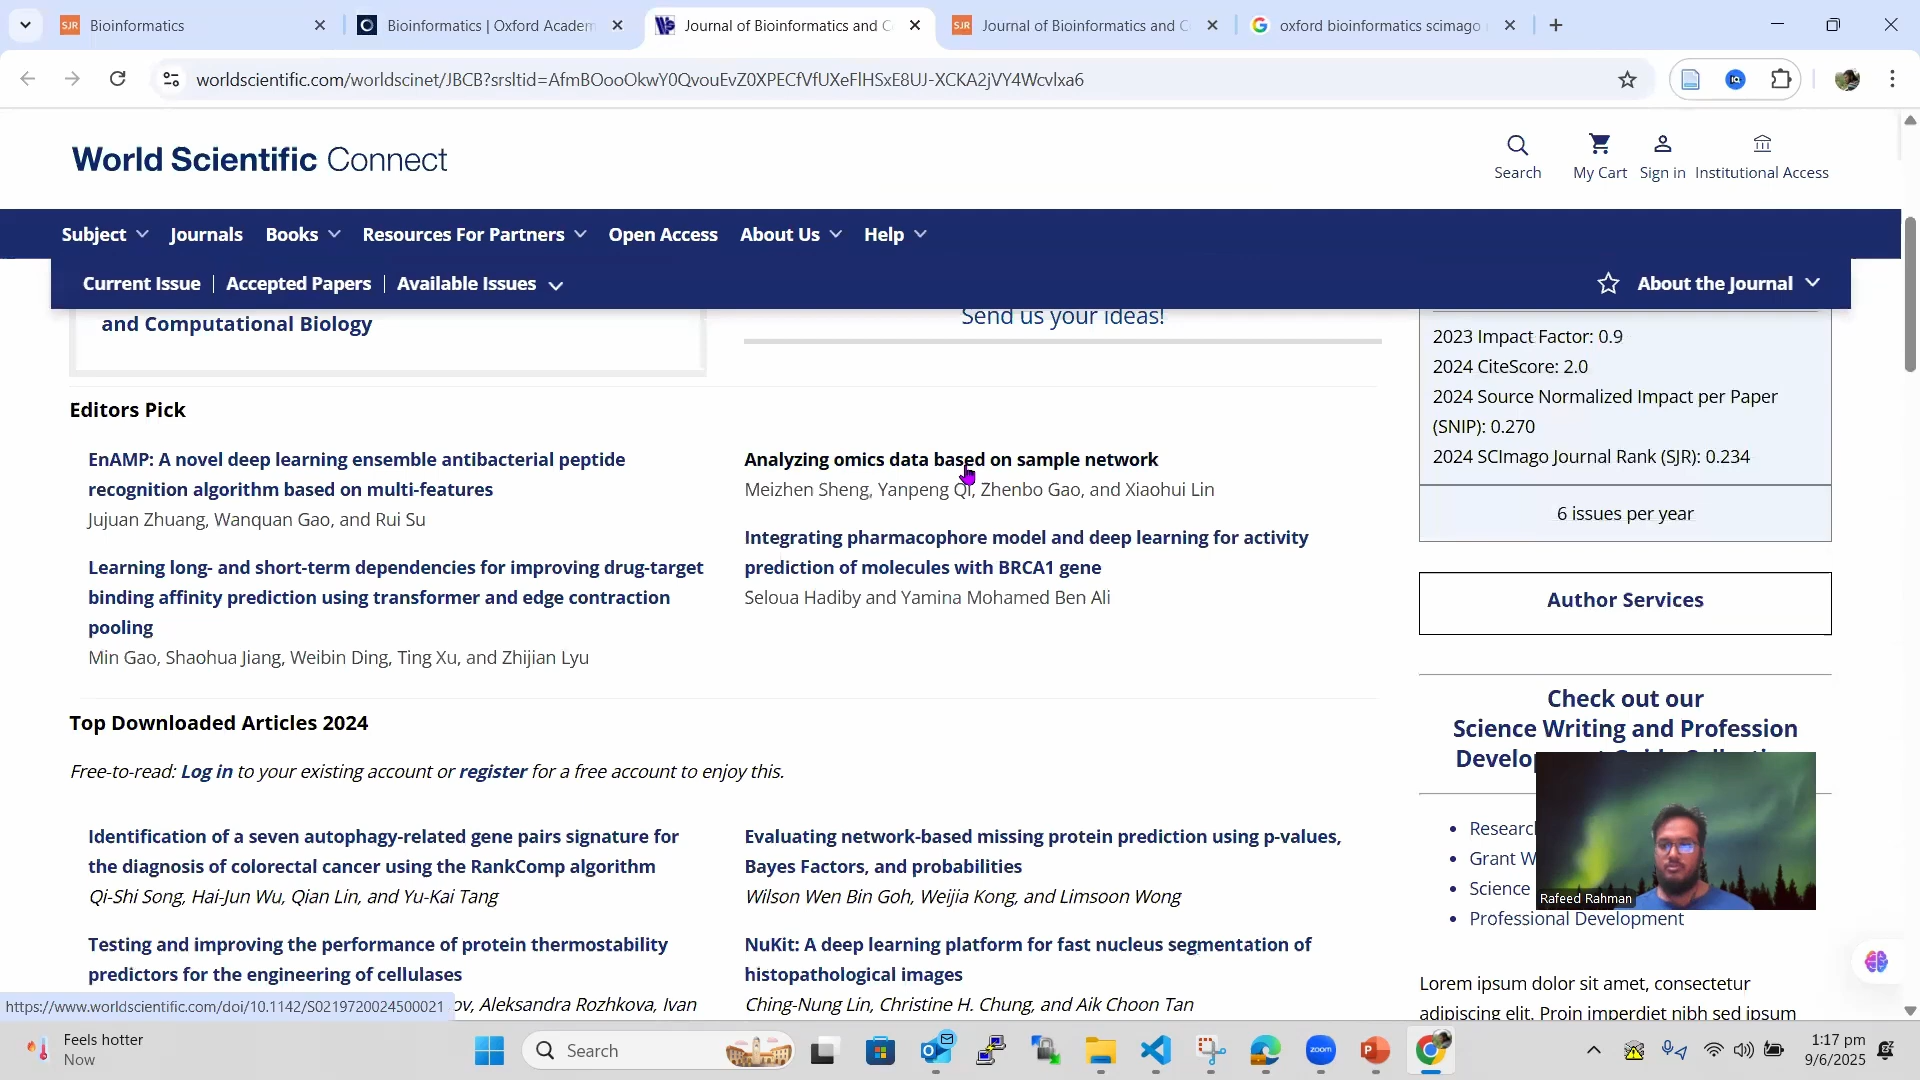 Bioinformatics
Bioinformatics | Oxford Academ
Journal of Bioinformatics and C
Journal of Bioinformatics and C
oxford bioinformatics scimago
worldscientific.com/worldscinet/JBCB?srsltid=AfmBOooOkwY0QvouEvZ0XPECfVfUXeFlHSxE8UJ-XCKA2jVY4Wcvlxa6
World Scientific Connect
Search
My Cart
Sign in
Institutional Access
Subject
Journals
Books
Resources For Partners
Open Access
About Us
Help
Current Issue | Accepted Papers | Available Issues
About the Journal
and Computational Biology
Send us your ideas!
2023 Impact Factor: 0.9
2024 CiteScore: 2.0
2024 Source Normalized Impact per Paper
(SNIP): 0.270
2024 SCImago Journal Rank (SJR): 0.234
6 issues per year
Editors Pick
EnAMP: A novel deep learning ensemble antibacterial peptide
recognition algorithm based on multi-features
Jujuan Zhuang, Wanquan Gao, and Rui Su
Learning long- and short-term dependencies for improving drug-target
binding affinity prediction using transformer and edge contraction
pooling
Min Gao, Shaohua Jiang, Weibin Ding, Ting Xu, and Zhijian Lyu
Analyzing omics data based on sample network
Meizhen Sheng, Yanpeng Qi, Zhenbo Gao, and Xiaohui Lin
Integrating pharmacophore model and deep learning for activity
prediction of molecules with BRCA1 gene
Seloua Hadiby and Yamina Mohamed Ben Ali
Author Services
Check out our
Science Writing and Profession
Top Downloaded Articles 2024
Free-to-read: Log in to your existing account or register for a free account to enjoy this.
Identification of a seven autophagy-related gene pairs signature for
the diagnosis of colorectal cancer using the RankComp algorithm
Qi-Shi Song, Hai-Jun Wu, Qian Lin, and Yu-Kai Tang
Testing and improving the performance of protein thermostability
predictors for the engineering of cellulases
ov, Aleksandra Rozhkova, Ivan
Evaluating network-based missing protein prediction using p-values,
Bayes Factors, and probabilities
Wilson Wen Bin Goh, Weijia Kong, and Limsoon Wong
NuKit: A deep learning platform for fast nucleus segmentation of
histopathological images
Ching-Nung Lin, Christine H. Chung, and Aik Choon Tan
Grant W
Science
Professional Development
Rafeed Rahman
Lorem ipsum dolor sit amet, consectetur
adipiscing elit. Proin imperdiet nibh sed ipsum
https://www.worldscientific.com/doi/10.1142/S0219720024500021
Feels hotter
Now
Search
zoom
1:17 pm
9/6/2025